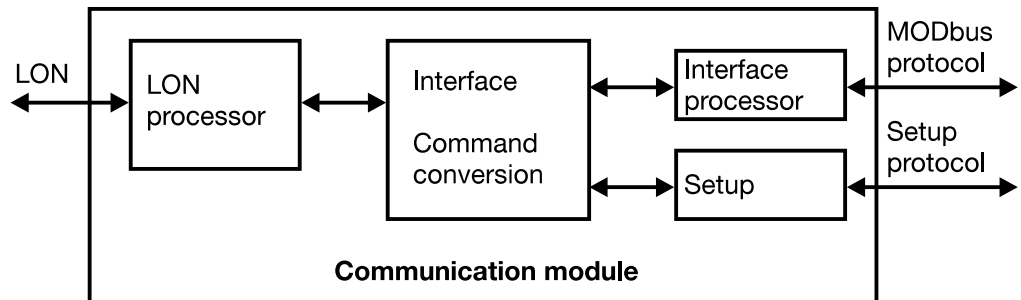 LON
LON
processor
Interface
Command
conversion
Interface
processor
Setup
MODbus
protocol
Setup
protocol
Communication module